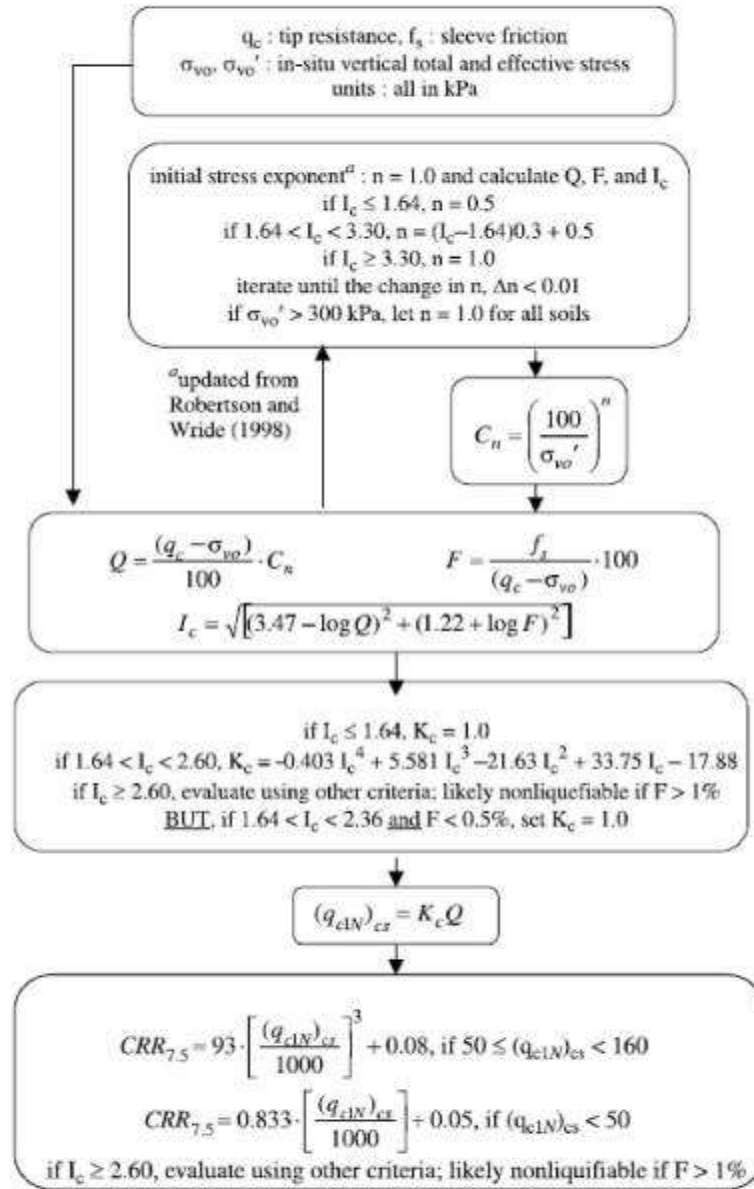 q_c : tip resistance, f_s : sleeve friction
σ_vo, σ_vo′ : in-situ vertical total and effective stress
units : all in kPa
initial stress exponent^a : n = 1.0 and calculate Q, F, and I_c
if I_c ≤ 1.64, n = 0.5
if 1.64 < I_c < 3.30, n = (I_c−1.64)0.3 + 0.5
if I_c ≥ 3.30, n = 1.0
iterate until the change in n, Δn < 0.01
if σ_vo′ > 300 kPa, let n = 1.0 for all soils
^a updated from
Robertson and
Wride (1998)
C_n = (100 / σ_vo′)^n
Q = (q_c − σ_vo) / 100 · C_n
F = f_s / (q_c − σ_vo) · 100
I_c = √[(3.47 − log Q)^2 + (1.22 + log F)^2]
if I_c ≤ 1.64, K_c = 1.0
if 1.64 < I_c < 2.60, K_c = -0.403 I_c^4 + 5.581 I_c^3 −21.63 I_c^2 + 33.75 I_c − 17.88
if I_c ≥ 2.60, evaluate using other criteria; likely nonliquefiable if F > 1%
BUT, if 1.64 < I_c < 2.36 and F < 0.5%, set K_c = 1.0
(q_c1N)_cs = K_c Q
CRR_7.5 = 93 · [(q_c1N)_cs / 1000]^3 + 0.08, if 50 ≤ (q_c1N)_cs < 160
CRR_7.5 = 0.833 · [(q_c1N)_cs / 1000] + 0.05, if (q_c1N)_cs < 50
if I_c ≥ 2.60, evaluate using other criteria; likely nonliquifiable if F > 1%